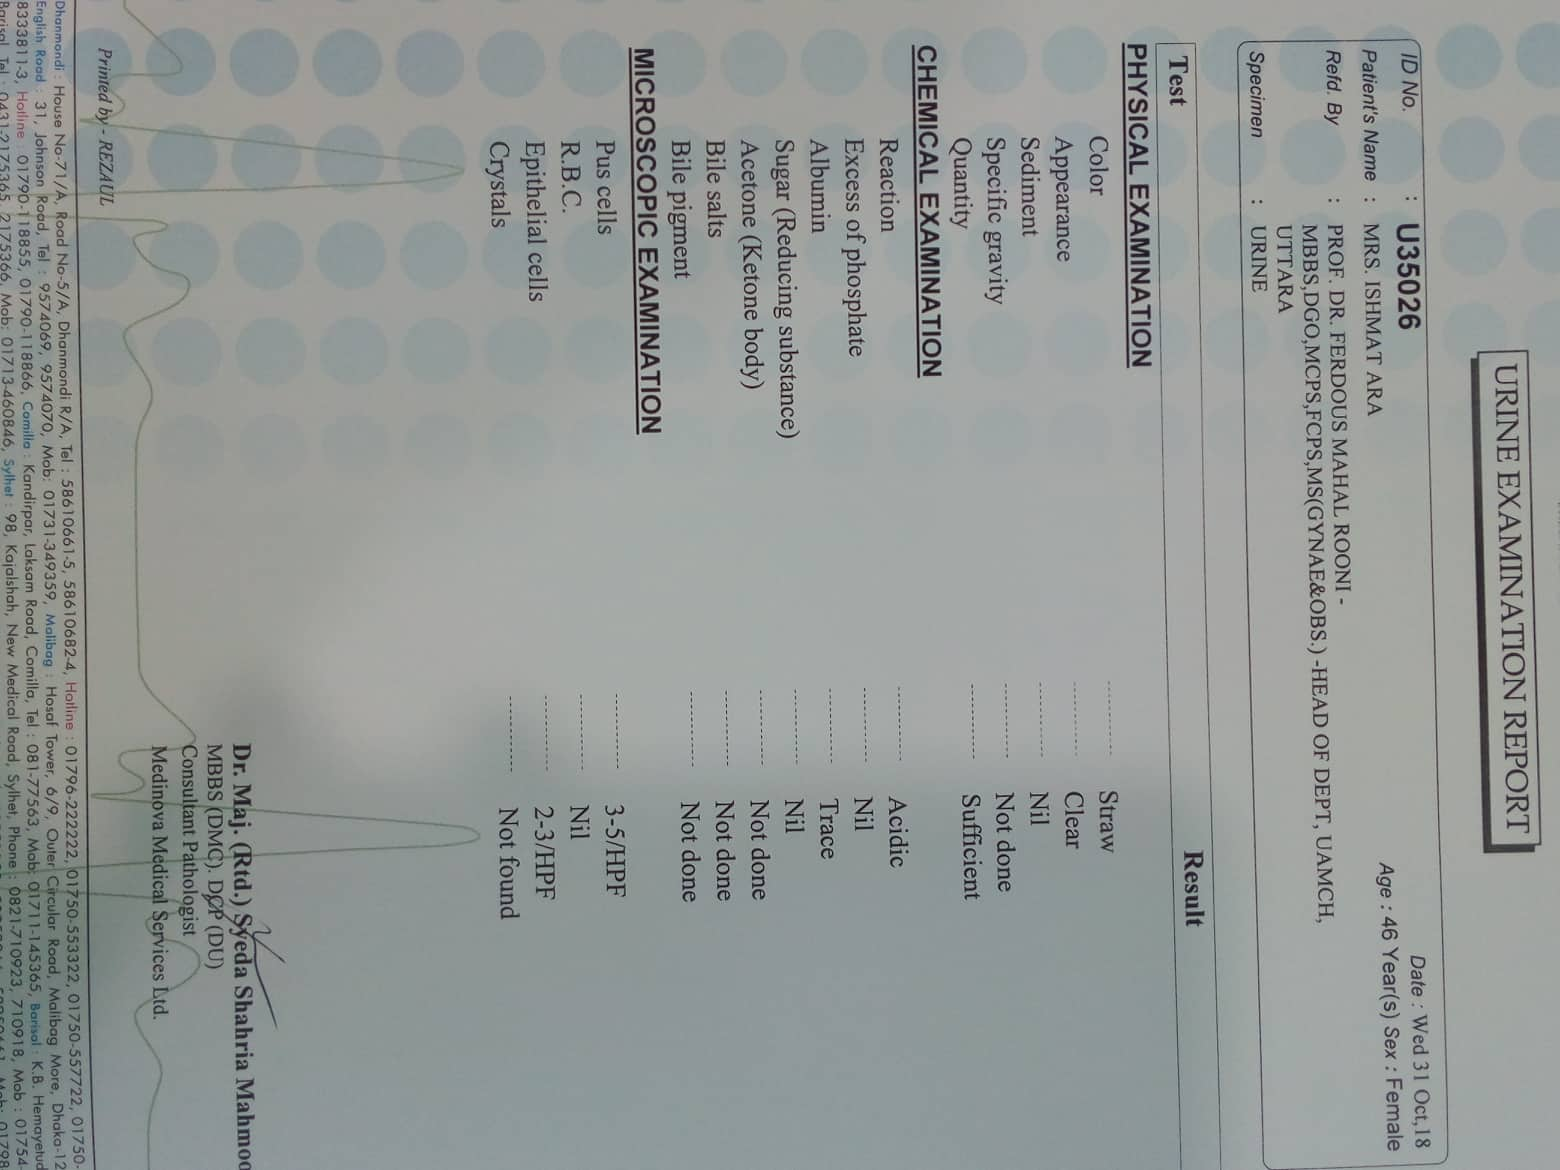 URINE EXAMINATION REPORT
ID No. : U35026 Date : Wed 31 Oct,18
Patient's Name : MRS. ISHMAT ARA Age : 46 Year(s) Sex : Female
Refd. By : PROF. DR. FERDOUS MAHAL ROONI -
MBBS,DGO,MCPS,FCPS,MS(GYNAE&OBS.) -HEAD OF DEPT, UAMCH,
UTTARA
Specimen : URINE
Test Result
PHYSICAL EXAMINATION
Color ............ Straw
Appearance ............ Clear
Sediment ............ Nil
Specific gravity ............ Not done
Quantity ............ Sufficient
CHEMICAL EXAMINATION
Reaction ............ Acidic
Excess of phosphate ............ Nil
Albumin ............ Trace
Sugar (Reducing substance) ............ Nil
Acetone (Ketone body) ............ Not done
Bile salts ............ Not done
Bile pigment ............ Not done
MICROSCOPIC EXAMINATION
Pus cells ............ 3-5/HPF
R.B.C. ............ Nil
Epithelial cells ............ 2-3/HPF
Crystals ............ Not found
Dr. Maj. (Rtd.) Syeda Shahria Mahmoo
MBBS (DMC). DCP (DU)
Consultant Pathologist
Medinova Medical Services Ltd.
Printed by - REZAUL
Dhanmondi : House No-71/A, Road No-5/A, Dhanmondi R/A, Tel : 58610661-5, 58610682-4, Hotline : 01796-222222, 01750-553322, 01750-557722, 01750-
English Road : 31, Johnson Road, Tel : 9574069, 9574070, Mob: 01731-349359, Malibag : Hosaf Tower, 6/9, Outer Circular Road, Malibag More, Dhaka-12
8333811-3, Hotline : 01790-118855, 01790-118866, Comilla : Kandirpar, Laksam Road, Comilla, Tel : 081-77563, Mob: 01711-145365, Barisal : K.B. Hemayetud
Barisal, Tel : 0431-2175365, 2175366, Mob: 01713-460846, Sylhet : 98, Kajalshah, New Medical Road, Sylhet, Phone : 0821-710923, 710918, Mob : 01754-